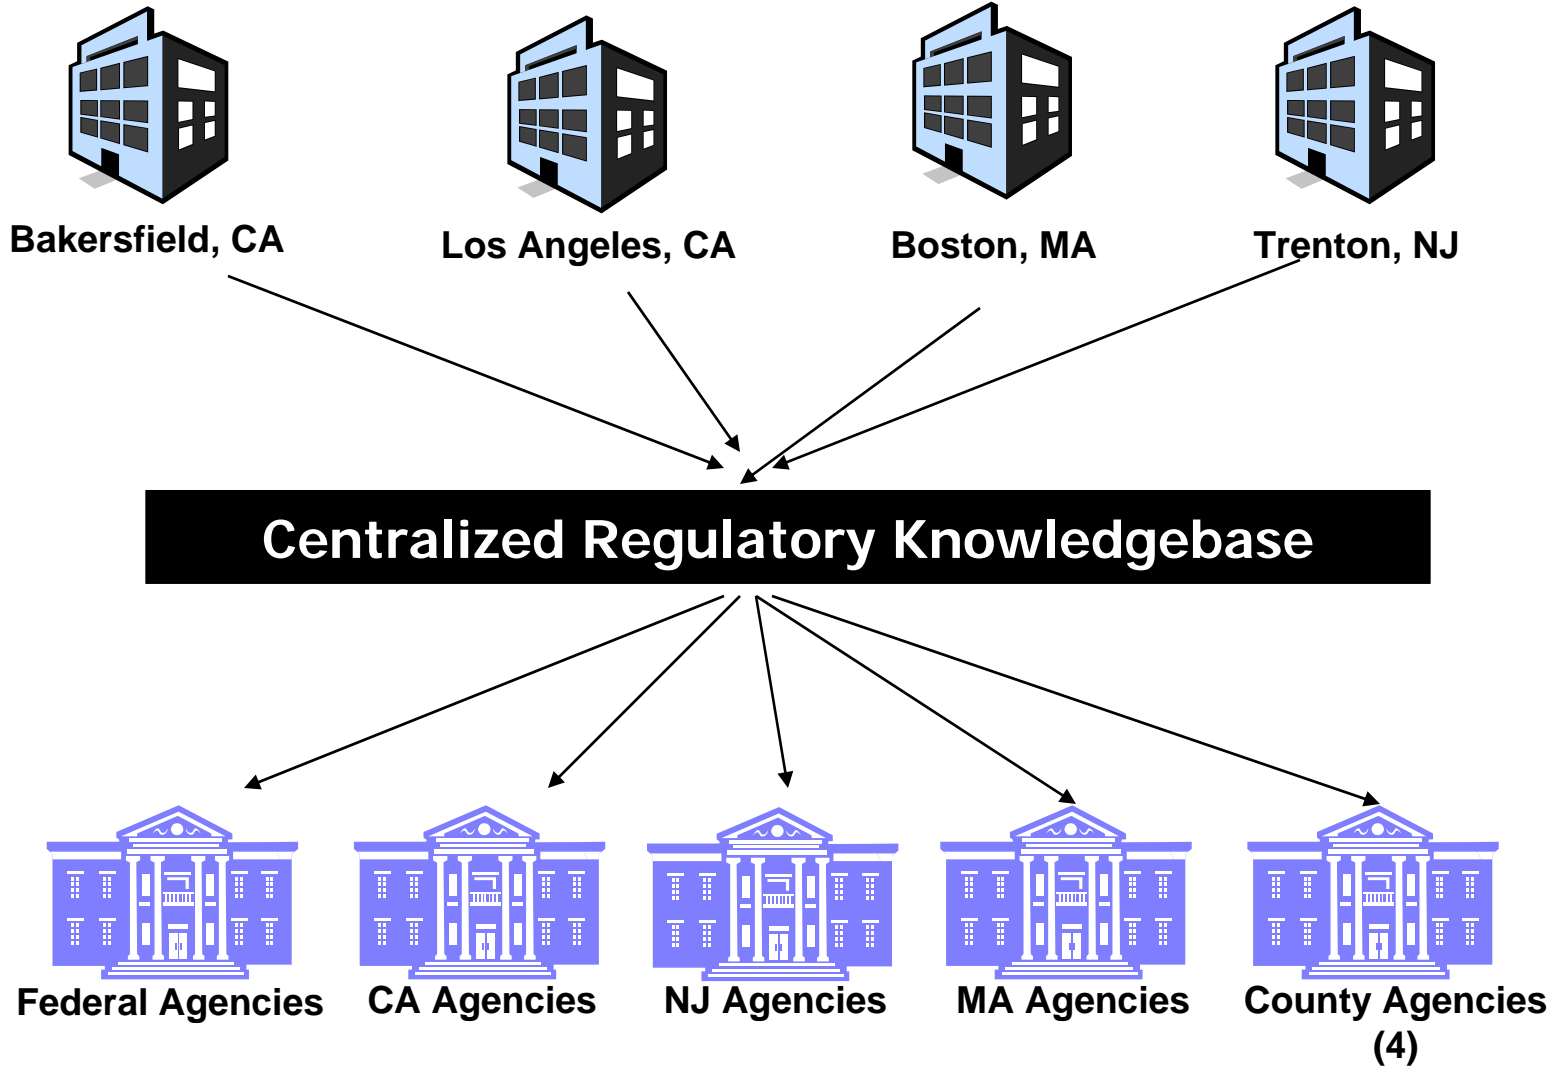 Bakersfield, CA
Los Angeles, CA
Boston, MA
Trenton, NJ
Centralized Regulatory Knowledgebase
Federal Agencies
CA Agencies
NJ Agencies
MA Agencies
County Agencies
(4)